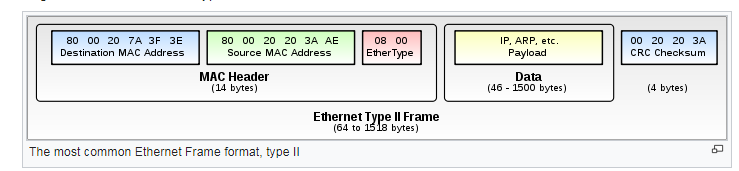 80 00 20 7A 3F 3E
Destination MAC Address
80 00 20 20 3A AE
Source MAC Address
08 00
EtherType
IP, ARP, etc.
Payload
00 20 20 3A
CRC Checksum
MAC Header
(14 bytes)
Data
(46 - 1500 bytes)
(4 bytes)
Ethernet Type II Frame
(64 to 1518 bytes)
The most common Ethernet Frame format, type II